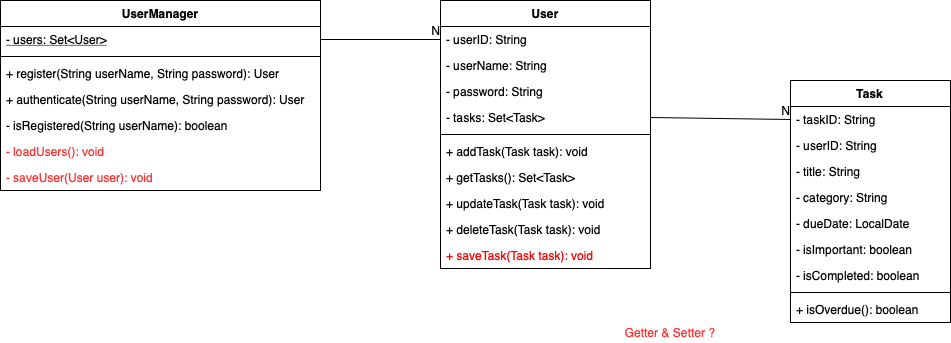 UserManager
- users: Set<User>
+ register(String userName, String password): User
+ authenticate(String userName, String password): User
- isRegistered(String userName): boolean
- loadUsers(): void
- saveUser(User user): void
N
User
- userID: String
- userName: String
- password: String
- tasks: Set<Task>
+ addTask(Task task): void
+ getTasks(): Set<Task>
+ updateTask(Task task): void
+ deleteTask(Task task): void
+ saveTask(Task task): void
N
Task
- taskID: String
- userID: String
- title: String
- category: String
- dueDate: LocalDate
- isImportant: boolean
- isCompleted: boolean
+ isOverdue(): boolean
Getter & Setter ?